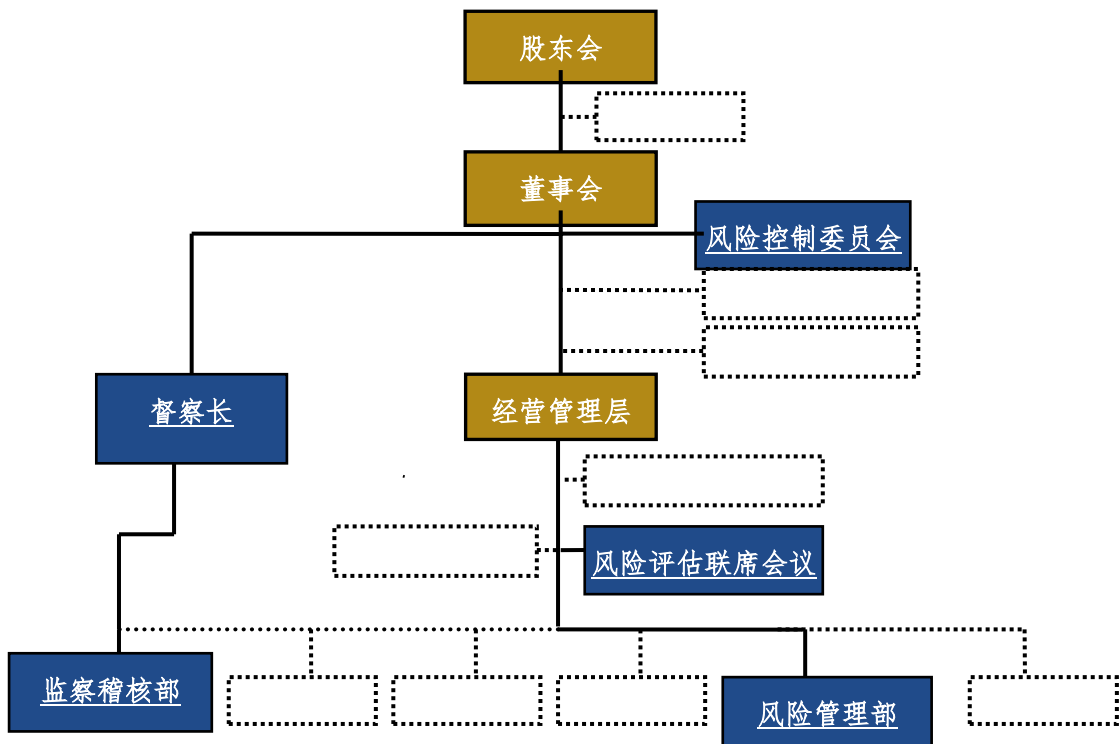 股东会
董事会
风险控制委员会
督察长
经营管理层
风险评估联席会议
监察稽核部
风险管理部